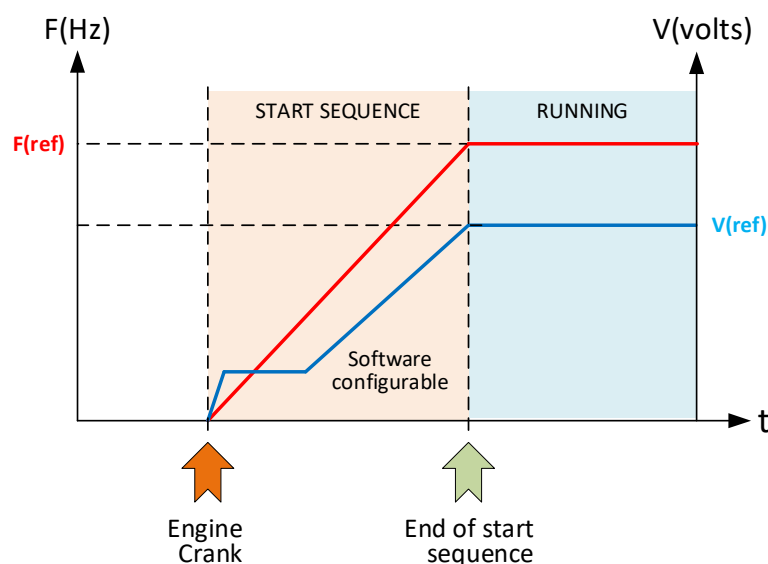 F(Hz)
V(volts)
START SEQUENCE
RUNNING
F(ref)
V(ref)
Software
configurable
t
Engine
Crank
End of start
sequence